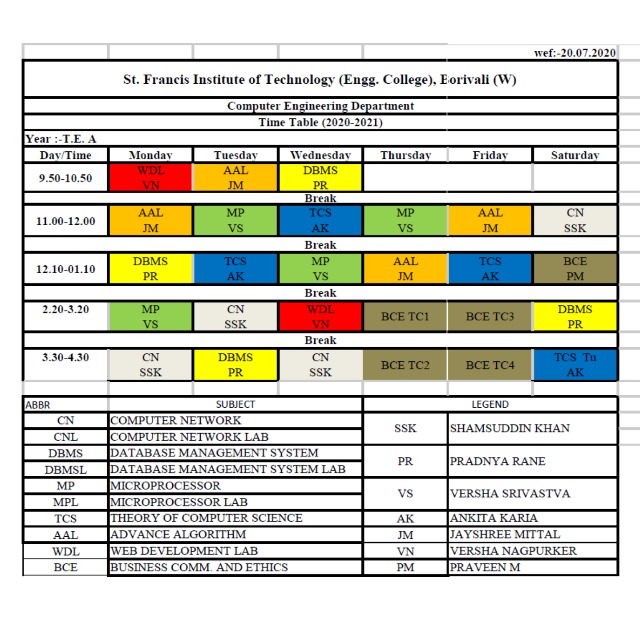 wef:-20.07.2020
St. Francis Institute of Technology (Engg. College), Borivali (W)
Computer Engineering Department
Time Table (2020-2021)
Year :-T.E. A
Day/Time Monday Tuesday Wednesday Thursday Friday Saturday
9.50-10.50 WDL AAL DBMS
VN JM PR
Break
11.00-12.00 AAL MP TCS MP AAL CN
JM VS AK VS JM SSK
Break
12.10-01.10 DBMS TCS MP AAL TCS BCE
PR AK VS JM AK PM
Break
2.20-3.20 MP CN WDL BCE TC1 BCE TC3 DBMS
VS SSK VN PR
Break
3.30-4.30 CN DBMS CN BCE TC2 BCE TC4 TCS Tu
SSK PR SSK AK
ABBR SUBJECT LEGEND
CN COMPUTER NETWORK SSK SHAMSUDDIN KHAN
CNL COMPUTER NETWORK LAB
DBMS DATABASE MANAGEMENT SYSTEM PR PRADNYA RANE
DBMSL DATABASE MANAGEMENT SYSTEM LAB
MP MICROPROCESSOR VS VERSHA SRIVASTVA
MPL MICROPROCESSOR LAB
TCS THEORY OF COMPUTER SCIENCE AK ANKITA KARIA
AAL ADVANCE ALGORITHM JM JAYSHREE MITTAL
WDL WEB DEVELOPMENT LAB VN VERSHA NAGPURKER
BCE BUSINESS COMM. AND ETHICS PM PRAVEEN M